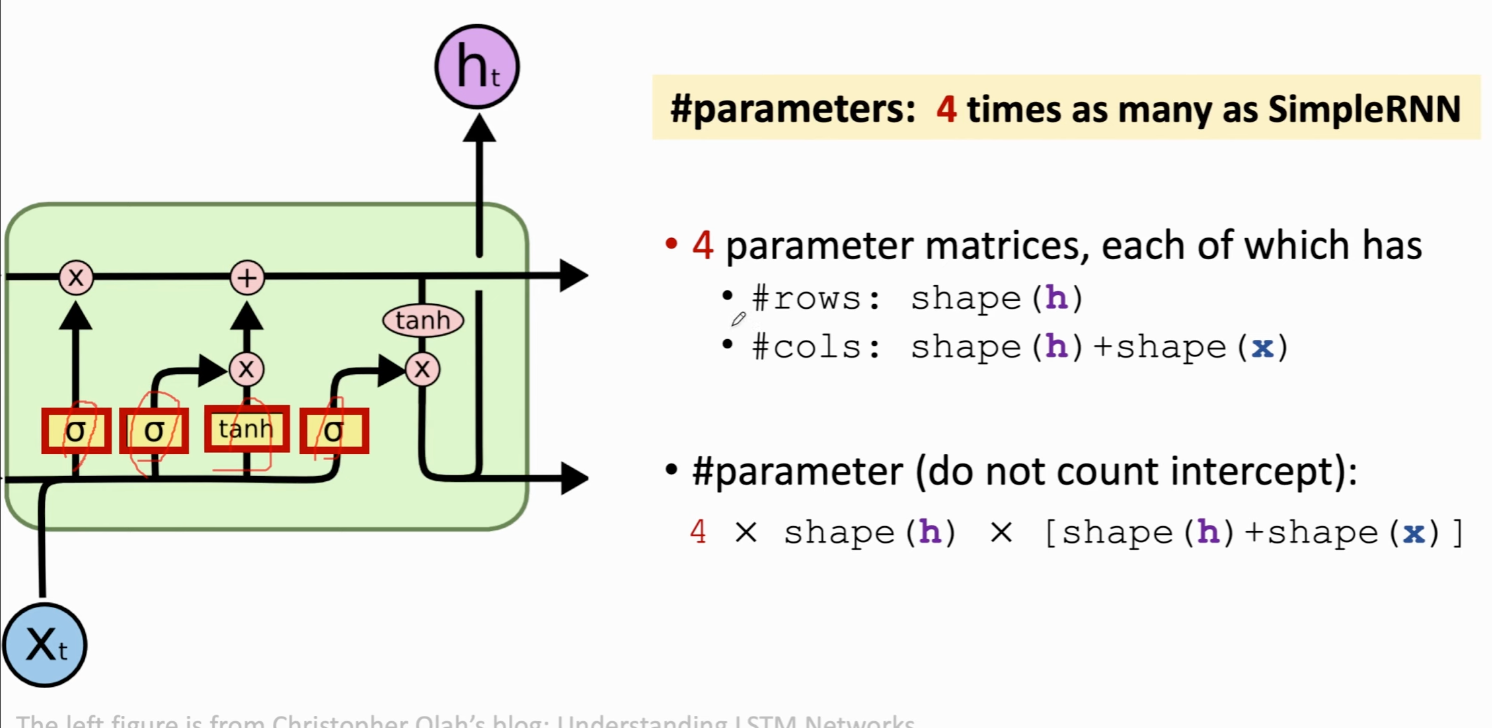 ht
#parameters: 4 times as many as SimpleRNN
• 4 parameter matrices, each of which has
• #rows: shape(h)
• #cols: shape(h)+shape(x)
x
+
tanh
x
x
σ
σ
tanh
σ
• #parameter (do not count intercept):
4 × shape(h) × [shape(h)+shape(x)]
Xt
The left figure is from Christopher Olah's blog: Understanding LSTM Networks